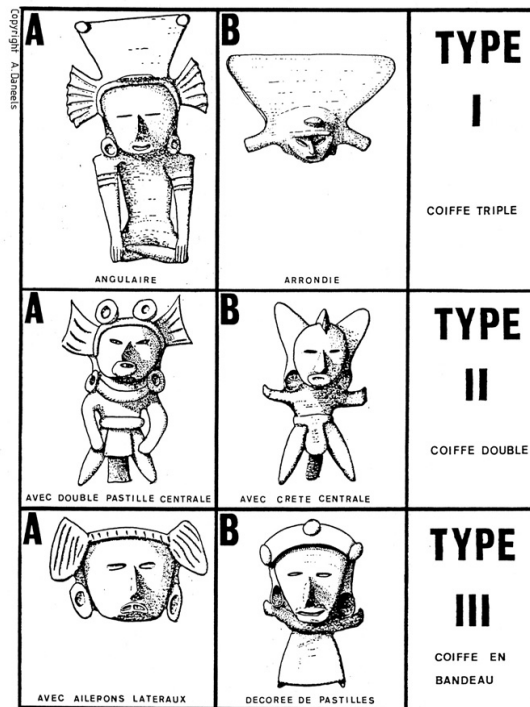 Copyright A. Daneels
A
B
TYPE
I
COIFFE TRIPLE
ANGULAIRE
ARRONDIE
A
B
TYPE
II
COIFFE DOUBLE
AVEC DOUBLE PASTILLE CENTRALE
AVEC CRETE CENTRALE
A
B
TYPE
III
COIFFE EN
BANDEAU
AVEC AILEPONS LATERAUX
DECOREE DE PASTILLES